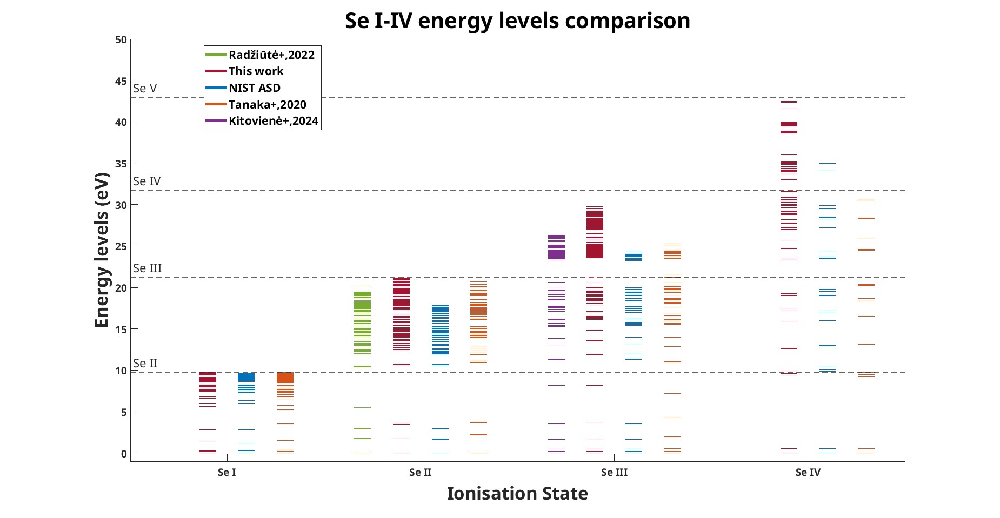 Se I-IV energy levels comparison
50
45
40
35
30
25
20
15
10
5
0
Energy levels (eV)
Radžiūtė+,2022
This work
NIST ASD
Tanaka+,2020
Kitovienė+,2024
Se V
Se IV
Se III
Se II
Se I
Se II
Se III
Se IV
Ionisation State